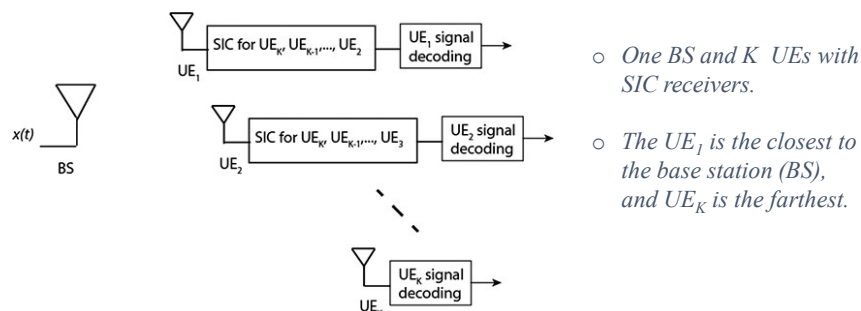 SIC for UE_K, UE_K-1,..., UE_2
UE_1 signal
decoding
UE_1
x(t)
BS
SIC for UE_K, UE_K-1,..., UE_3
UE_2 signal
decoding
UE_2
UE_K signal
decoding
○ One BS and K UEs with
SIC receivers.
○ The UE_1 is the closest to
the base station (BS),
and UE_K is the farthest.